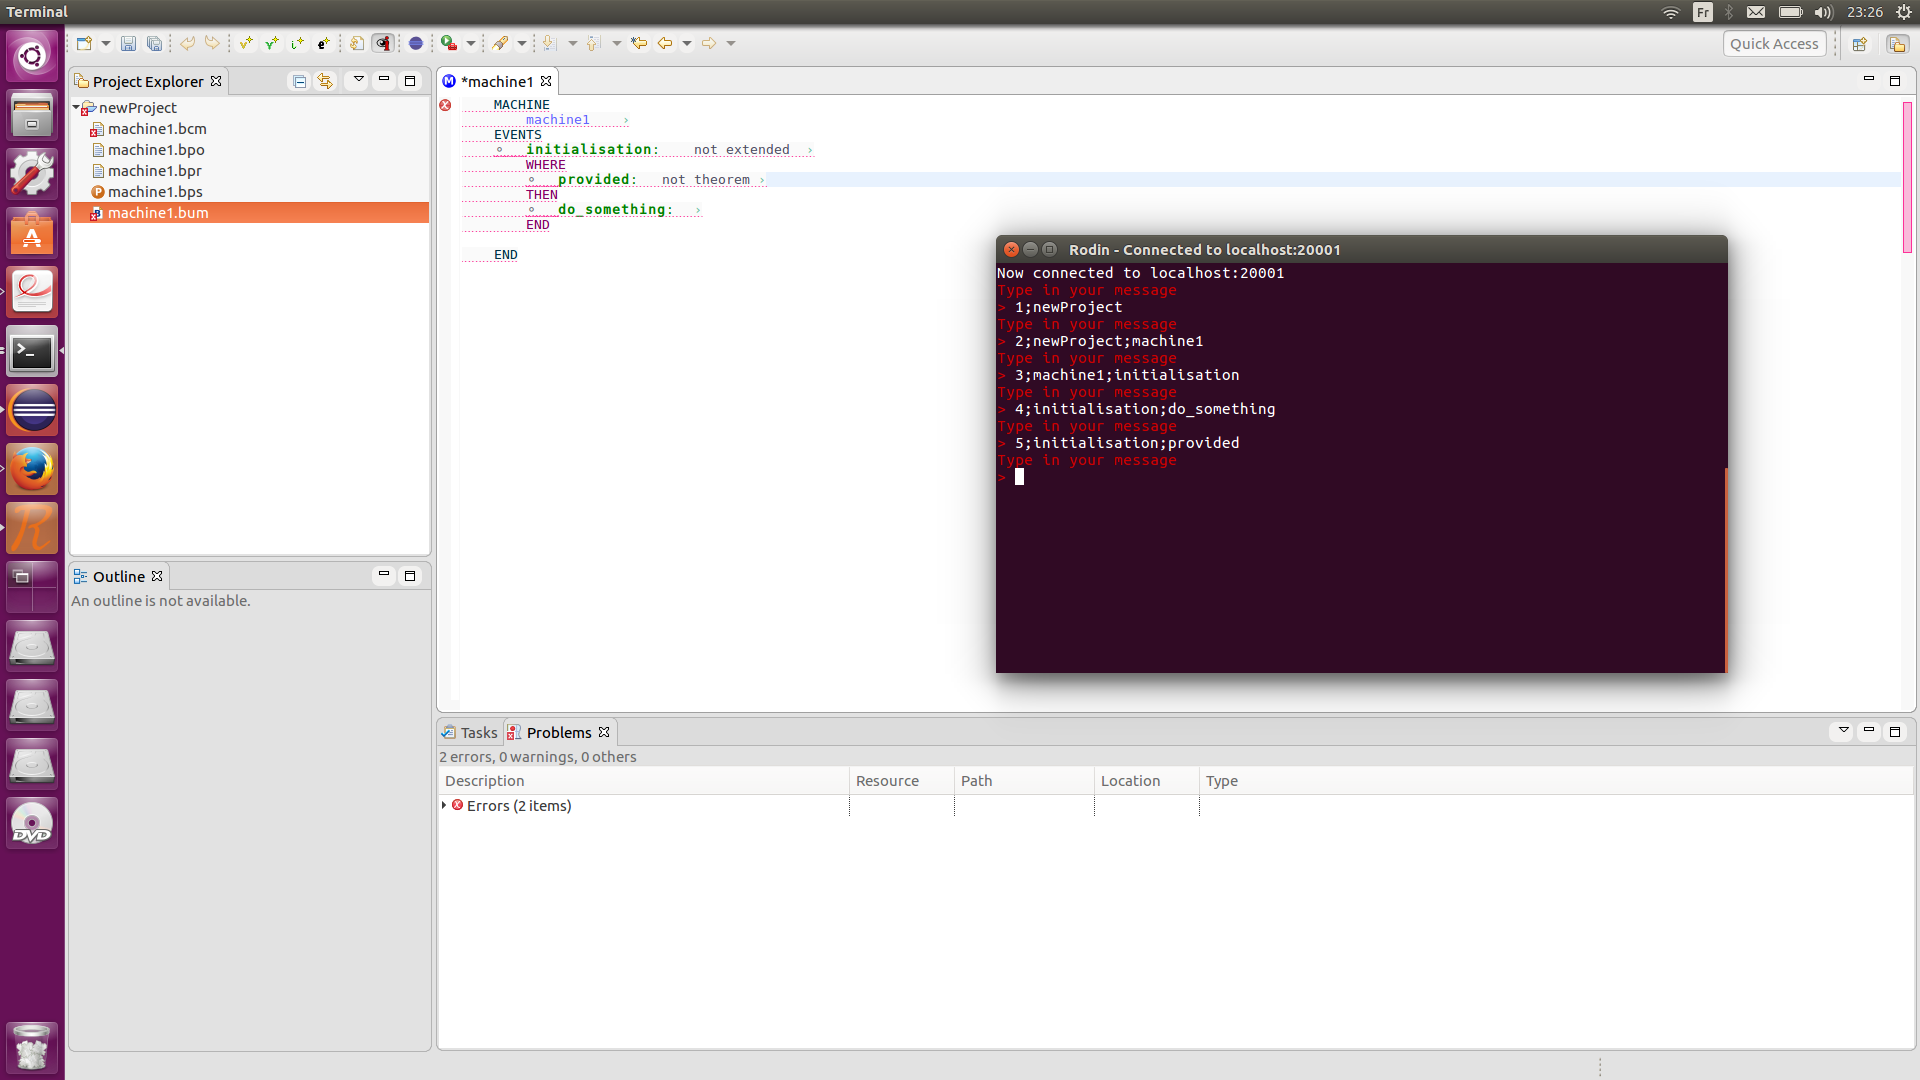 Terminal
Fr
23:26
Quick Access
Project Explorer
newProject
machine1.bcm
machine1.bpo
machine1.bpr
machine1.bps
machine1.bum
Outline
An outline is not available.
*machine1
MACHINE
machine1
EVENTS
initialisation: not extended
WHERE
provided: not theorem
THEN
do_something:
END
END
Rodin - Connected to localhost:20001
Now connected to localhost:20001
Type in your message
> 1;newProject
Type in your message
> 2;newProject;machine1
Type in your message
> 3;machine1;initialisation
Type in your message
> 4;initialisation;do_something
Type in your message
> 5;initialisation;provided
Type in your message
>
Tasks
Problems
2 errors, 0 warnings, 0 others
Description Resource Path Location Type
Errors (2 items)
DVD